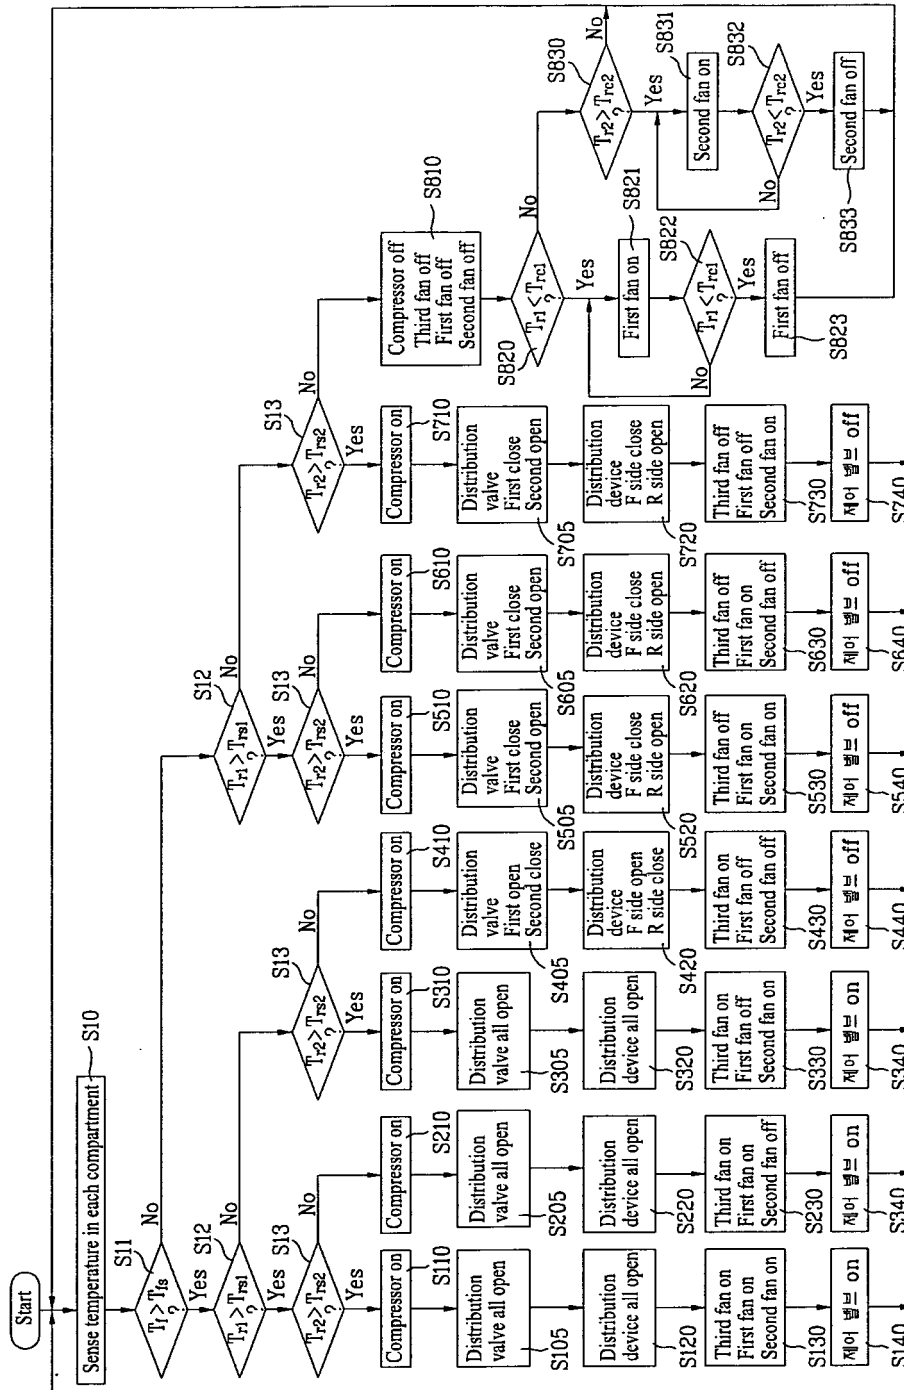 Start
Sense temperature in each compartment
S10
Tf > Tfs
?
S11
Yes
No
Tr1 > Trs1
?
S12
Yes
No
Tr2 > Trs2
?
S13
Yes
No
Compressor on
S110
Distribution
valve all open
S105
Distribution
device all open
S120
Third fan on
First fan on
Second fan on
S130
제어 밸브 on
S140
Compressor on
S210
Distribution
valve all open
S205
Distribution
device all open
S220
Third fan on
First fan on
Second fan off
S230
제어 밸브 on
S340
Tr2 > Trs2
?
S13
Yes
No
Compressor on
S310
Distribution
valve all open
S305
Distribution
device all open
S320
Third fan on
First fan off
Second fan on
S330
제어 밸브 on
S340
Compressor on
S410
Distribution
valve
First open
Second close
S405
Distribution
device
F side open
R side close
S420
Third fan on
First fan off
Second fan off
S430
제어 밸브 off
S440
Tr1 > Trs1
?
S12
Yes
No
Tr2 > Trs2
?
S13
Yes
No
Compressor on
S510
Distribution
valve
First close
Second open
S505
Distribution
device
F side close
R side open
S520
Third fan off
First fan on
Second fan on
S530
제어 밸브 off
S540
Compressor on
S610
Distribution
valve
First close
Second open
S605
Distribution
device
F side close
R side open
S620
Third fan off
First fan on
Second fan off
S630
제어 밸브 off
S640
Tr2 > Trs2
?
S13
Yes
No
Compressor on
S710
Distribution
valve
First close
Second open
S705
Distribution
device
F side close
R side open
S720
Third fan off
First fan off
Second fan on
S730
제어 밸브 off
S740
Compressor off
Third fan off
First fan off
Second fan off
S810
Tr1 < Trc1
?
S820
Yes
No
First fan on
S821
Tr1 < Trc1
?
S822
No
Yes
First fan off
S823
Tr2 > Trc2
?
S830
No
Yes
Second fan on
S831
Tr2 < Trc2
?
S832
No
Yes
Second fan off
S833